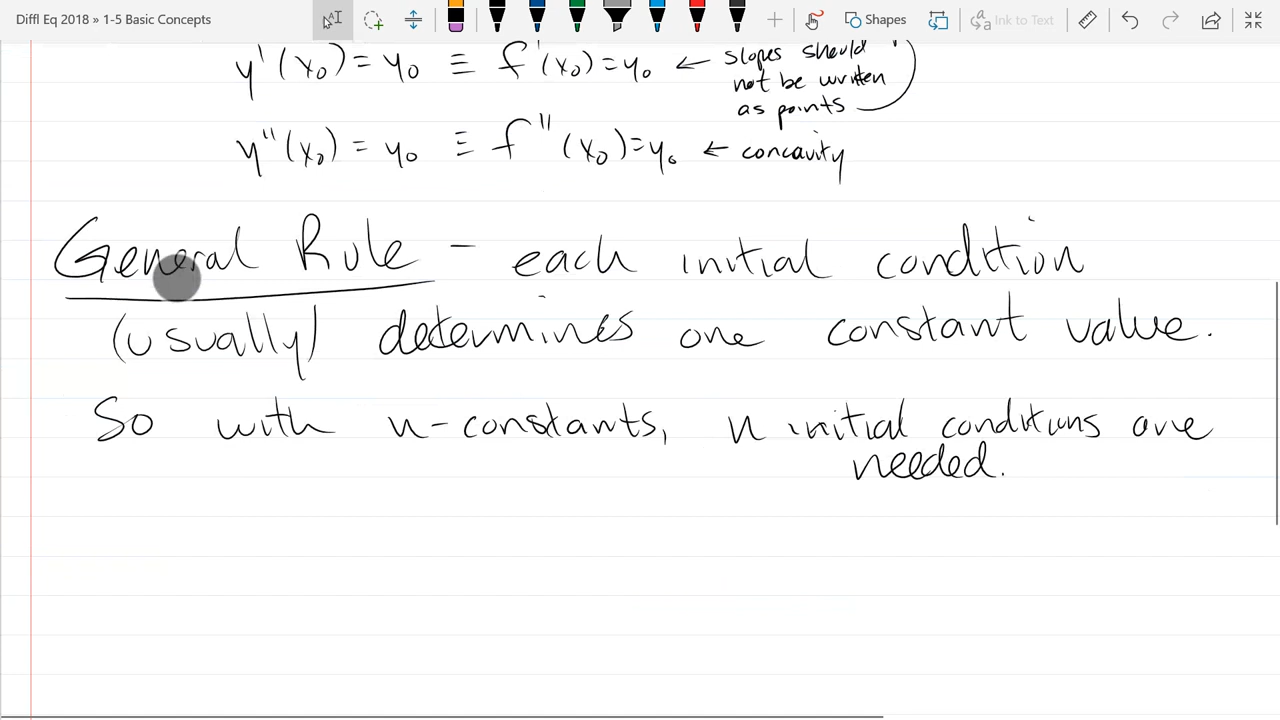 Diffl Eq 2018 » 1-5 Basic Concepts
Shapes
Ink to Text
y'(x₀) = y₀ ≡ f'(x₀) = y₀ ← slopes should
not be written
as points
y''(x₀) = y₀ ≡ f''(x₀) = y₀ ← concavity
General Rule - each initial condition
(usually) determines one constant value.
So with n-constants, n initial conditions are
needed.